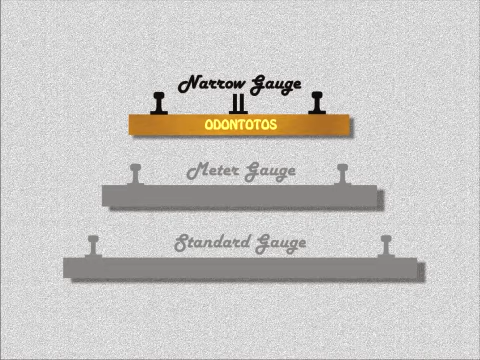 Narrow Gauge
ODONTOTOS
Meter Gauge
Standard Gauge